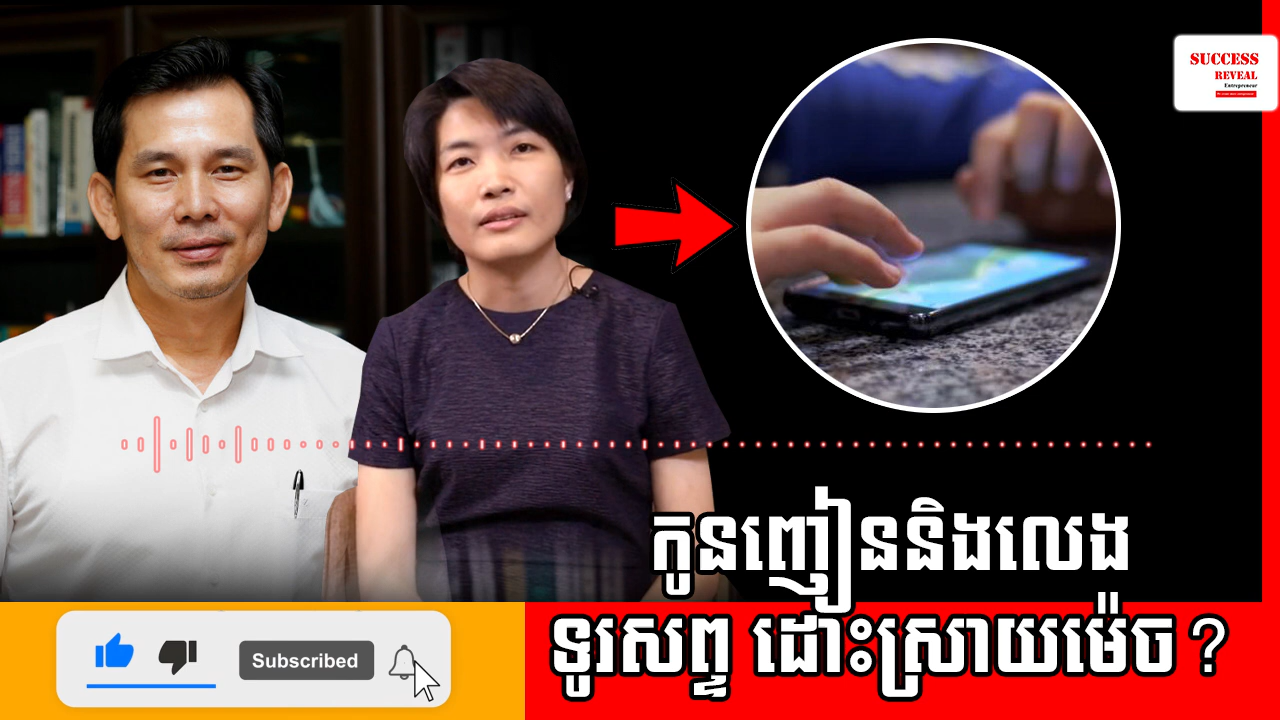 SUCCESS
REVEAL
Entrepreneur
កូនញៀននិងលេង
ទូរសព្ទ ដោះស្រាយម៉េច?
Subscribed